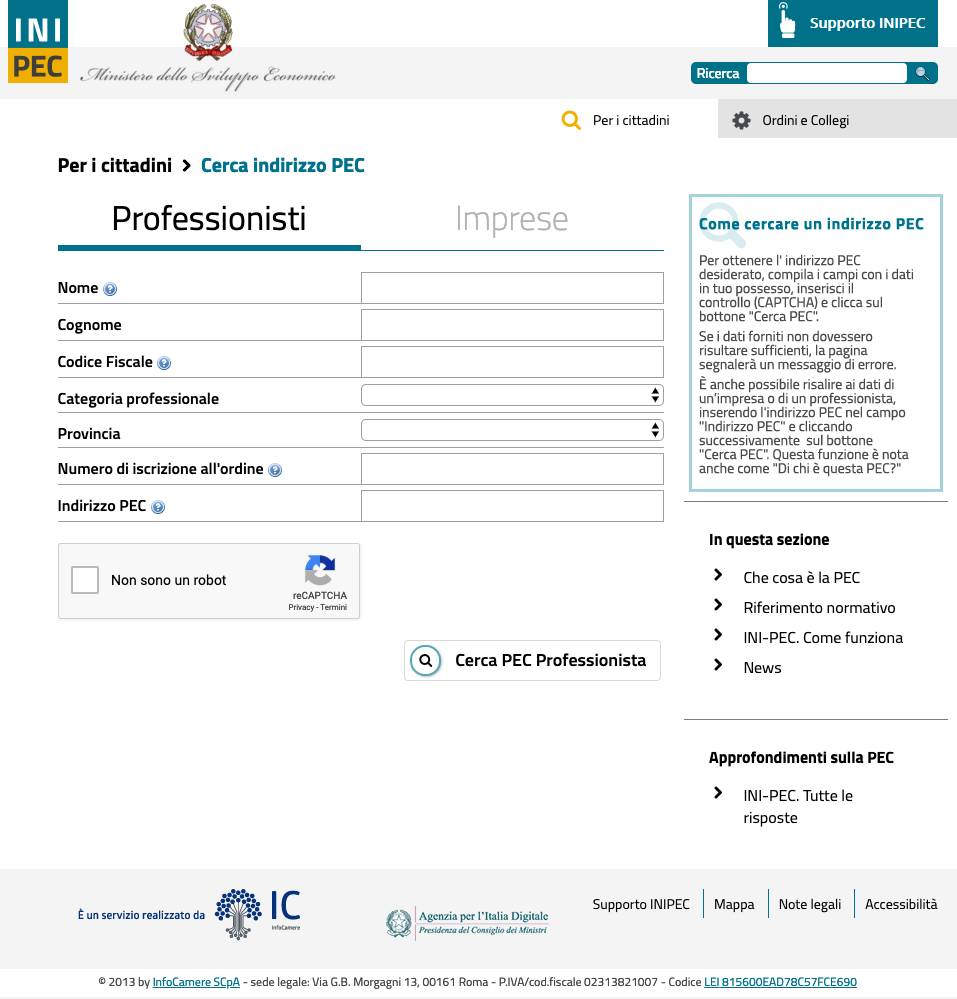 INI
PEC
Ministero dello Sviluppo Economico
Supporto INIPEC
Ricerca
Per i cittadini
Ordini e Collegi
Per i cittadini > Cerca indirizzo PEC
Professionisti
Imprese
Nome ?
Cognome
Codice Fiscale ?
Categoria professionale
Provincia
Numero di iscrizione all'ordine ?
Indirizzo PEC ?
Non sono un robot
reCAPTCHA
Privacy - Termini
Cerca PEC Professionista
Come cercare un indirizzo PEC
Per ottenere l' indirizzo PEC
desiderato, compila i campi con i dati
in tuo possesso, inserisci il
controllo (CAPTCHA) e clicca sul
bottone "Cerca PEC".
Se i dati forniti non dovessero
risultare sufficienti, la pagina
segnalerà un messaggio di errore.
È anche possibile risalire ai dati di
un'impresa o di un professionista,
inserendo l'indirizzo PEC nel campo
"Indirizzo PEC" e cliccando
successivamente sul bottone
"Cerca PEC". Questa funzione è nota
anche come "Di chi è questa PEC?"
In questa sezione
Che cosa è la PEC
Riferimento normativo
INI-PEC. Come funziona
News
Approfondimenti sulla PEC
INI-PEC. Tutte le
risposte
È un servizio realizzato da
IC
InfoCamere
Agenzia per l'Italia Digitale
Presidenza del Consiglio dei Ministri
Supporto INIPEC
Mappa
Note legali
Accessibilità
© 2013 by InfoCamere SCpA - sede legale: Via G.B. Morgagni 13, 00161 Roma - P.IVA/cod.fiscale 02313821007 - Codice LEI 815600EAD78C57FCE690